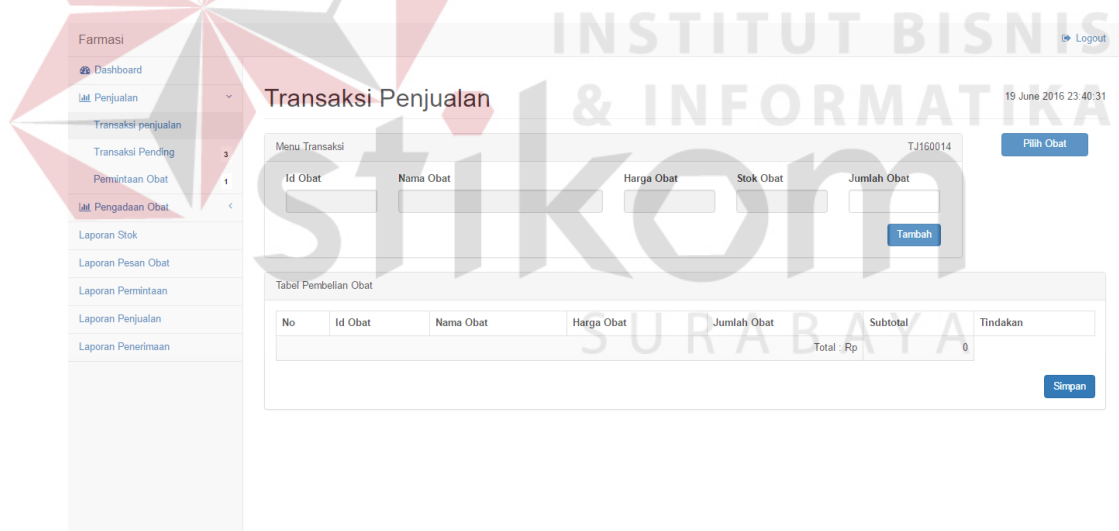 INSTITUT BISNIS
& INFORMATIKA
stikom
SURABAYA
Farmasi
Logout
Dashboard
Penjualan
Transaksi penjualan
Transaksi Pending 3
Permintaan Obat 1
Pengadaan Obat
Laporan Stok
Laporan Pesan Obat
Laporan Permintaan
Laporan Penjualan
Laporan Penerimaan
Transaksi Penjualan
19 June 2016 23:40:31
Menu Transaksi TJ160014
Pilih Obat
Id Obat Nama Obat Harga Obat Stok Obat Jumlah Obat
Tambah
Tabel Pembelian Obat
No Id Obat Nama Obat Harga Obat Jumlah Obat Subtotal Tindakan
Total : Rp 0
Simpan